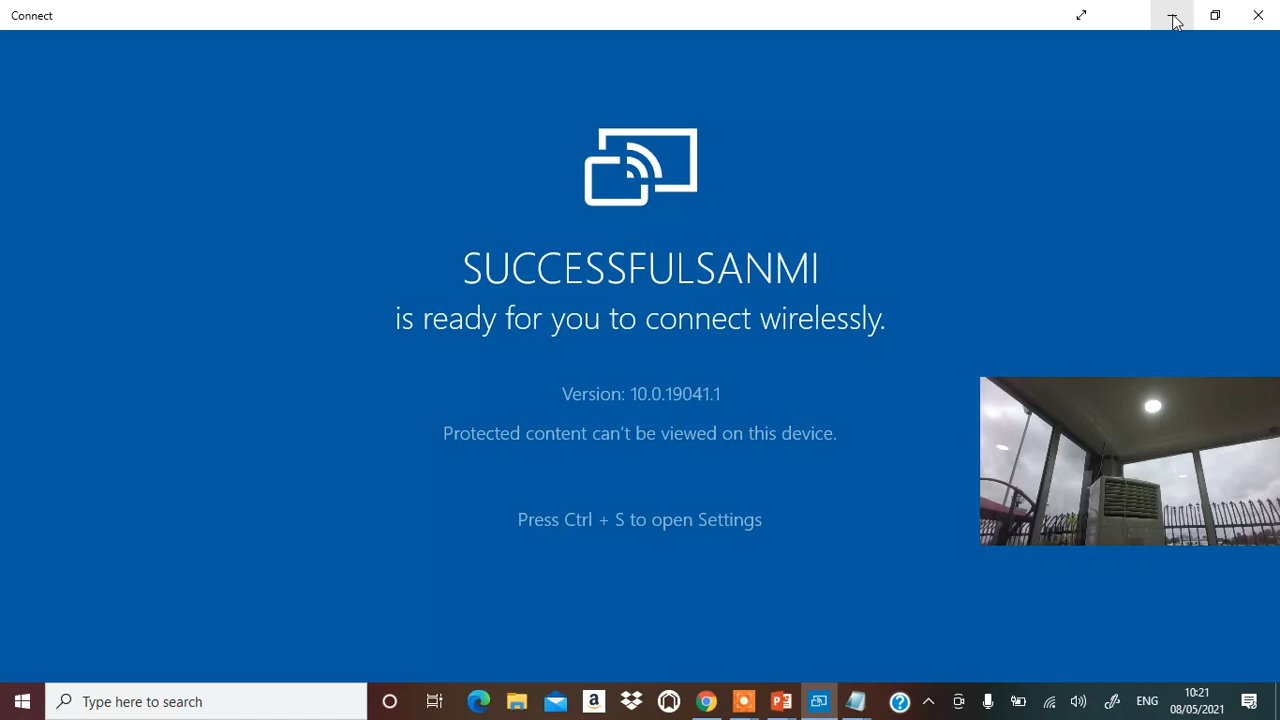 Connect
SUCCESSFULSANMI
is ready for you to connect wirelessly.
Version: 10.0.19041.1
Protected content can't be viewed on this device.
Press Ctrl + S to open Settings
Type here to search
a
ENG
10:21
08/05/2021